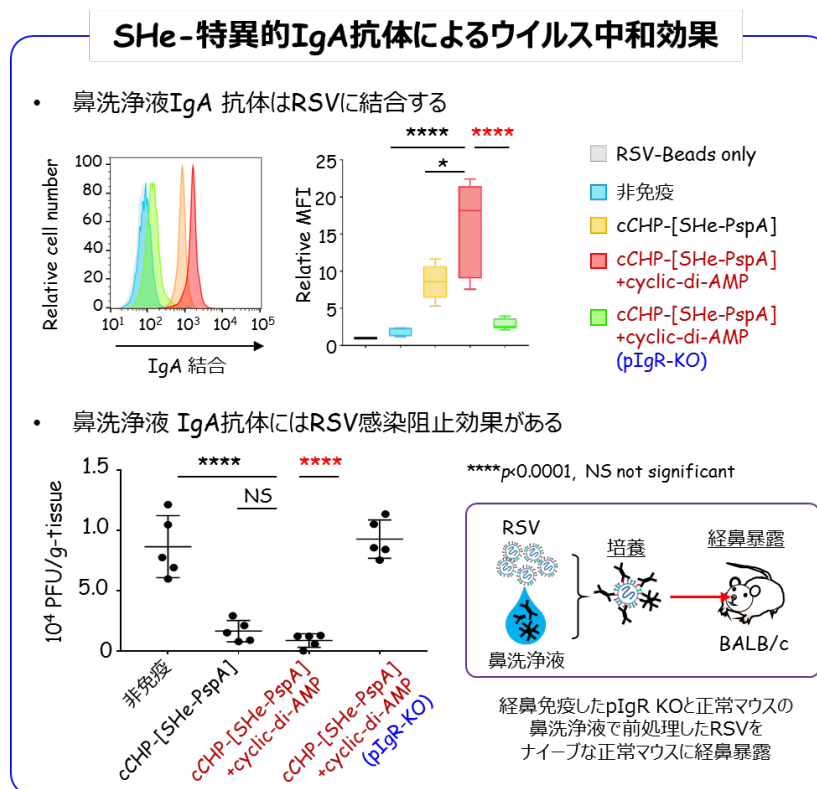 SHe-特異的IgA抗体によるウイルス中和効果
• 鼻洗浄液IgA 抗体はRSVに結合する
Relative cell number
100
80
60
40
20
0
10¹ 10² 10³ 10⁴ 10⁵
IgA 結合
Relative MFI
25
20
15
10
5
0
****
****
*
RSV-Beads only
非免疫
cCHP-[SHe-PspA]
cCHP-[SHe-PspA]
+cyclic-di-AMP
cCHP-[SHe-PspA]
+cyclic-di-AMP
(pIgR-KO)
• 鼻洗浄液 IgA抗体にはRSV感染阻止効果がある
10⁴ PFU/g-tissue
1.5
1.0
5.0
0
****
****
NS
非免疫
cCHP-[SHe-PspA]
cCHP-[SHe-PspA]
+cyclic-di-AMP
cCHP-[SHe-PspA]
+cyclic-di-AMP
(pIgR-KO)
****p<0.0001, NS not significant
RSV
鼻洗浄液
培養
経鼻暴露
BALB/c
経鼻免疫したpIgR KOと正常マウスの
鼻洗浄液で前処理したRSVを
ナイーブな正常マウスに経鼻暴露